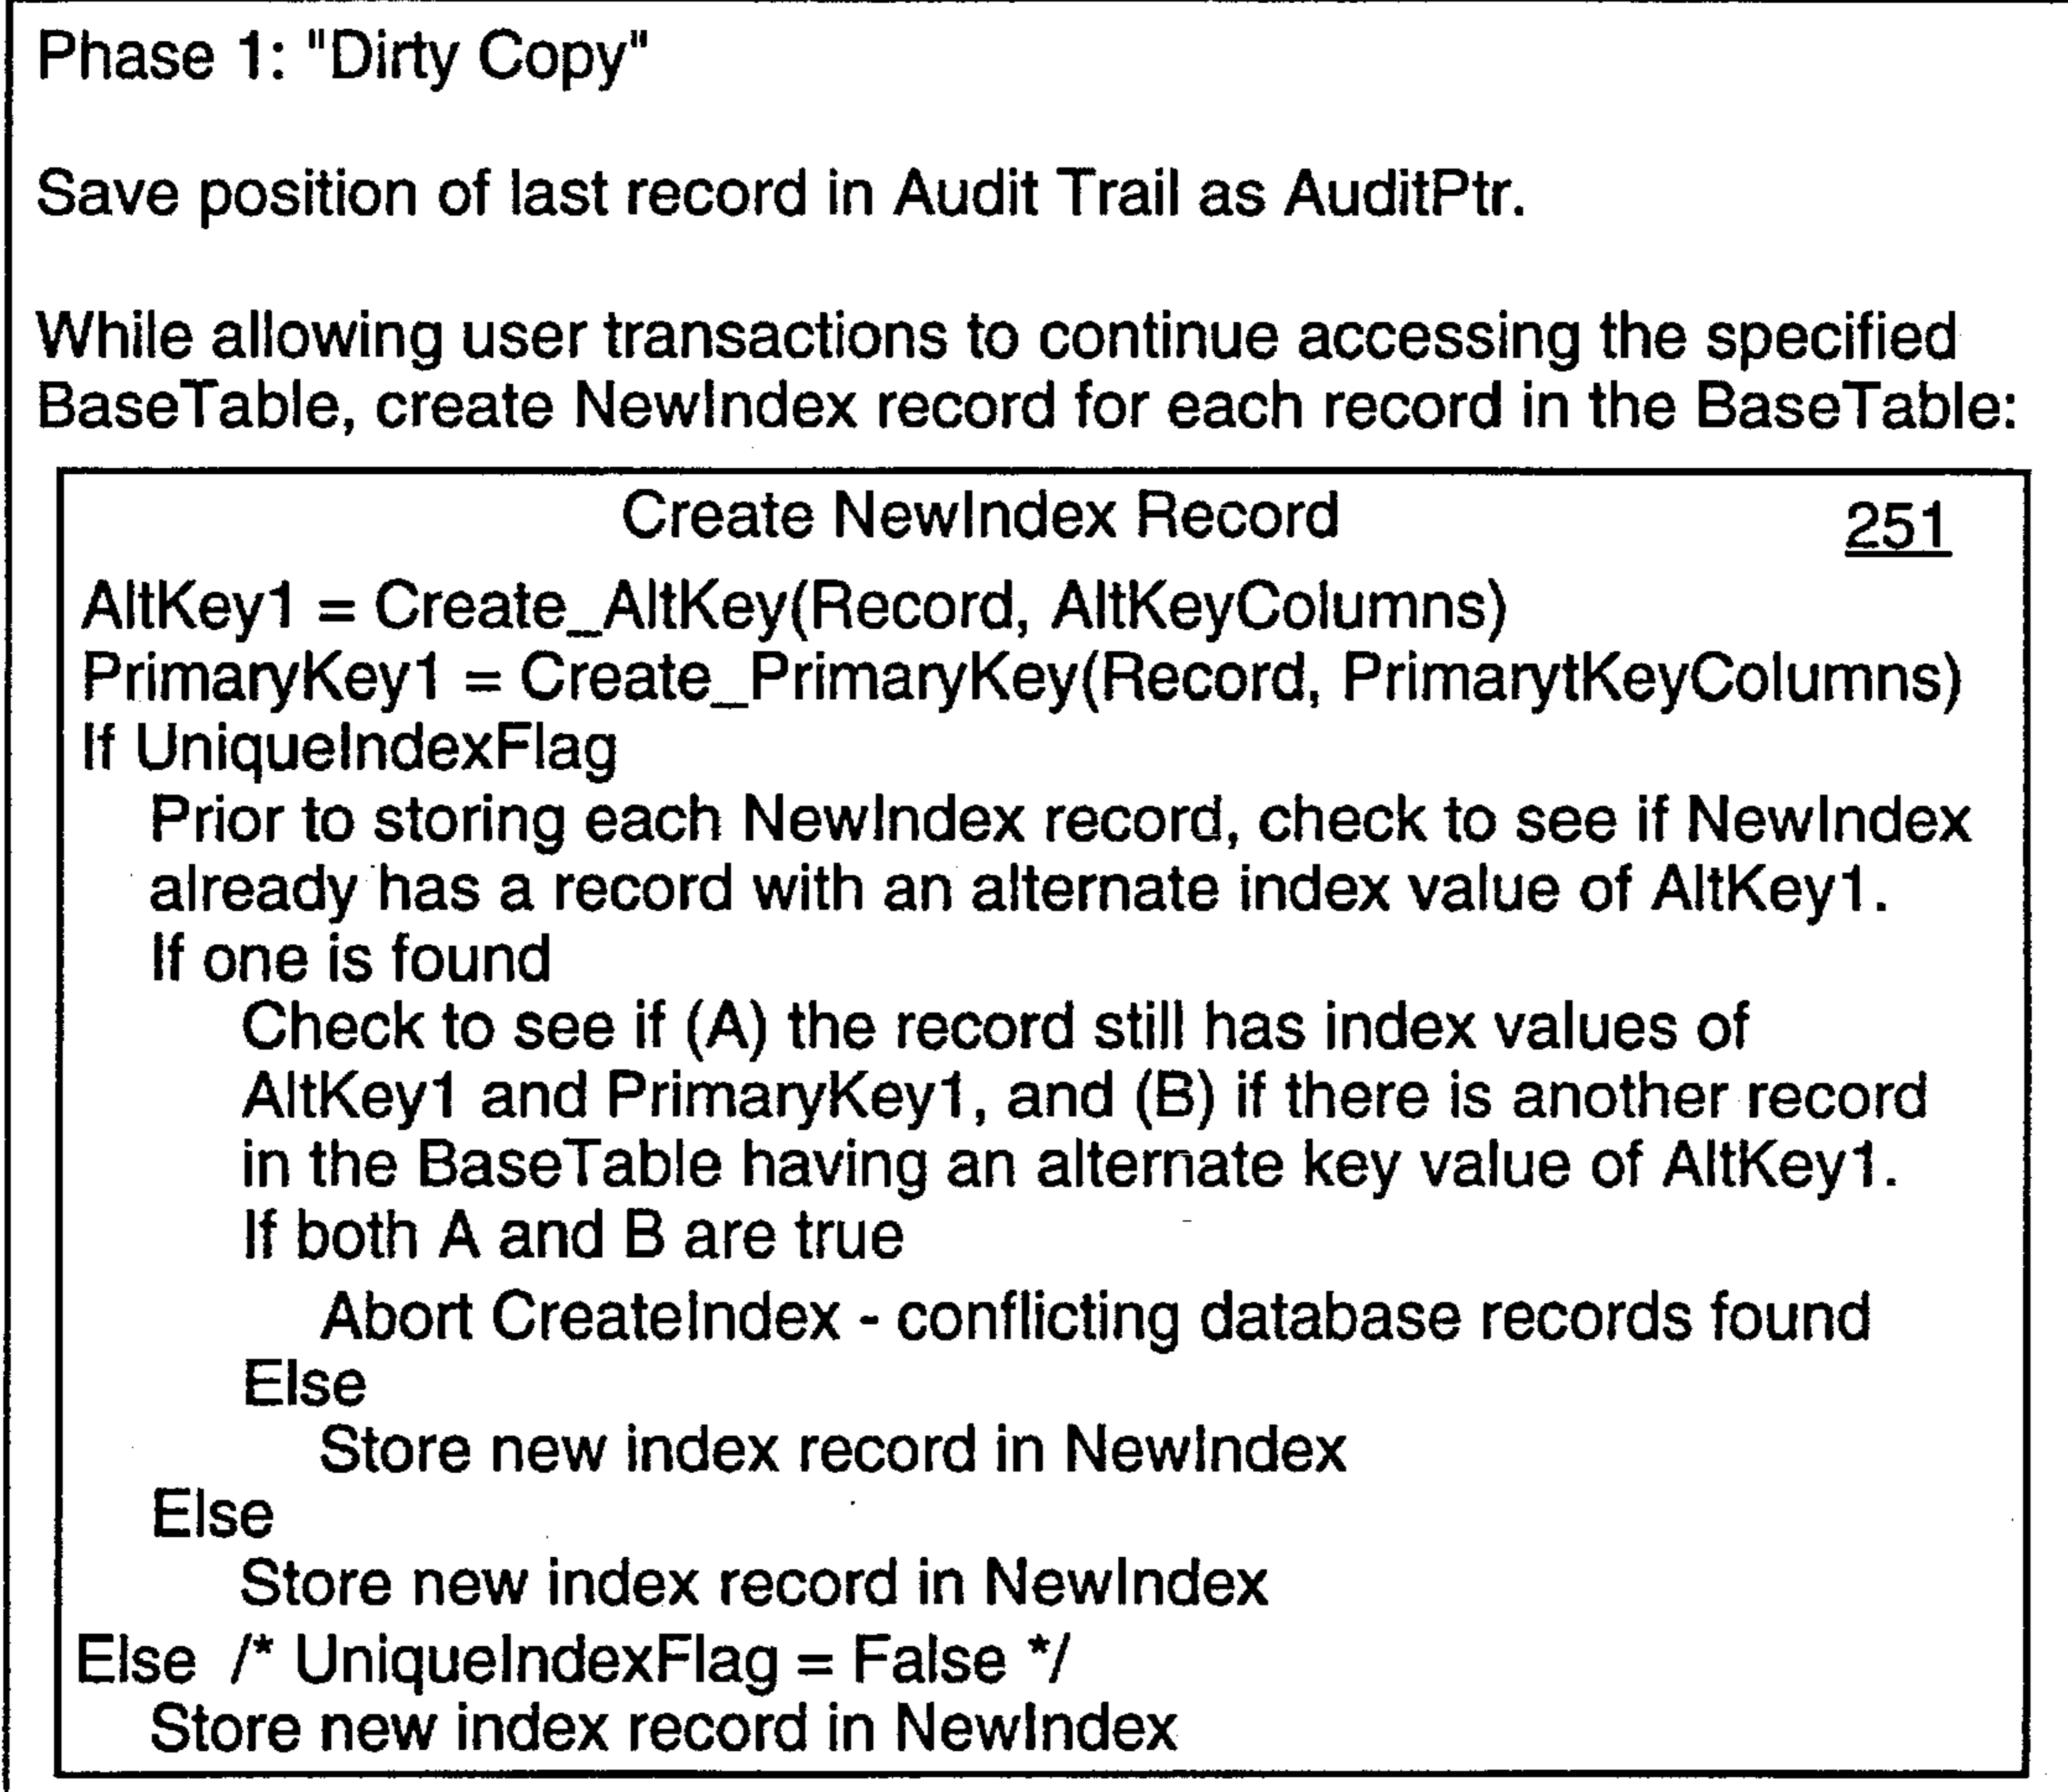 Phase 1: "Dirty Copy"
Save position of last record in Audit Trail as AuditPtr.
While allowing user transactions to continue accessing the specified
BaseTable, create NewIndex record for each record in the BaseTable:
Create NewIndex Record 251
AltKey1 = Create_AltKey(Record, AltKeyColumns)
PrimaryKey1 = Create_PrimaryKey(Record, PrimarytKeyColumns)
If UniqueIndexFlag
Prior to storing each NewIndex record, check to see if NewIndex
already has a record with an alternate index value of AltKey1.
If one is found
Check to see if (A) the record still has index values of
AltKey1 and PrimaryKey1, and (B) if there is another record
in the BaseTable having an alternate key value of AltKey1.
If both A and B are true
Abort CreateIndex - conflicting database records found
Else
Store new index record in NewIndex
Else
Store new index record in NewIndex
Else /* UniqueIndexFlag = False */
Store new index record in NewIndex